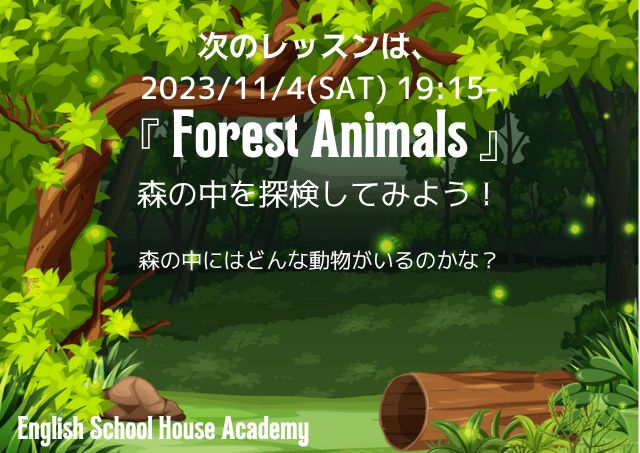 次のレッスンは、
2023/11/4(SAT) 19:15-
『 Forest Animals 』
森の中を探検してみよう！
森の中にはどんな動物がいるのかな？
English School House Academy